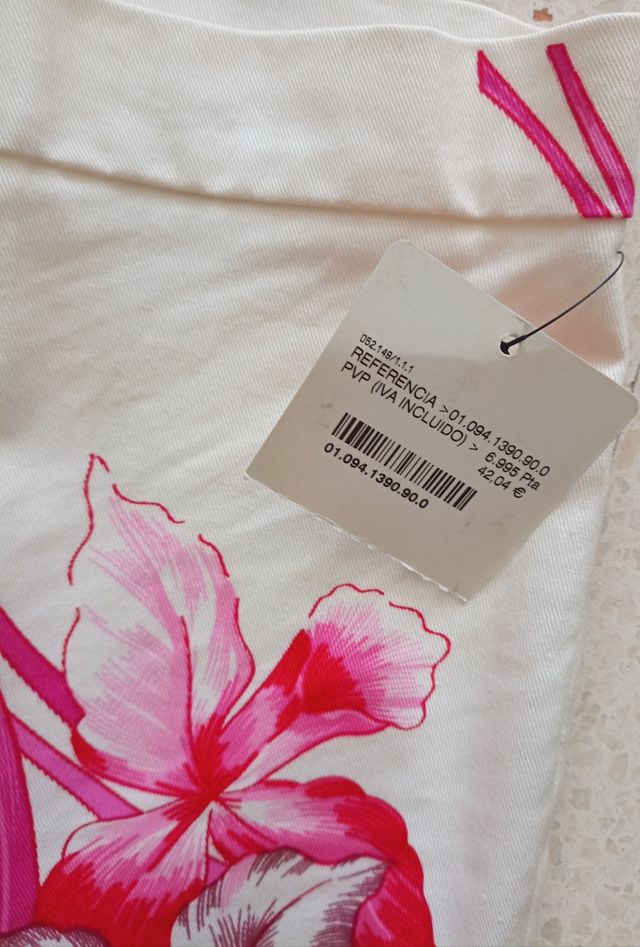 062.149/1.1.1
REFERENCIA >01.094.1390.90.0
PVP (IVA INCLUIDO) > 6.995 Pta
42,04 €
01.094.1390.90.0